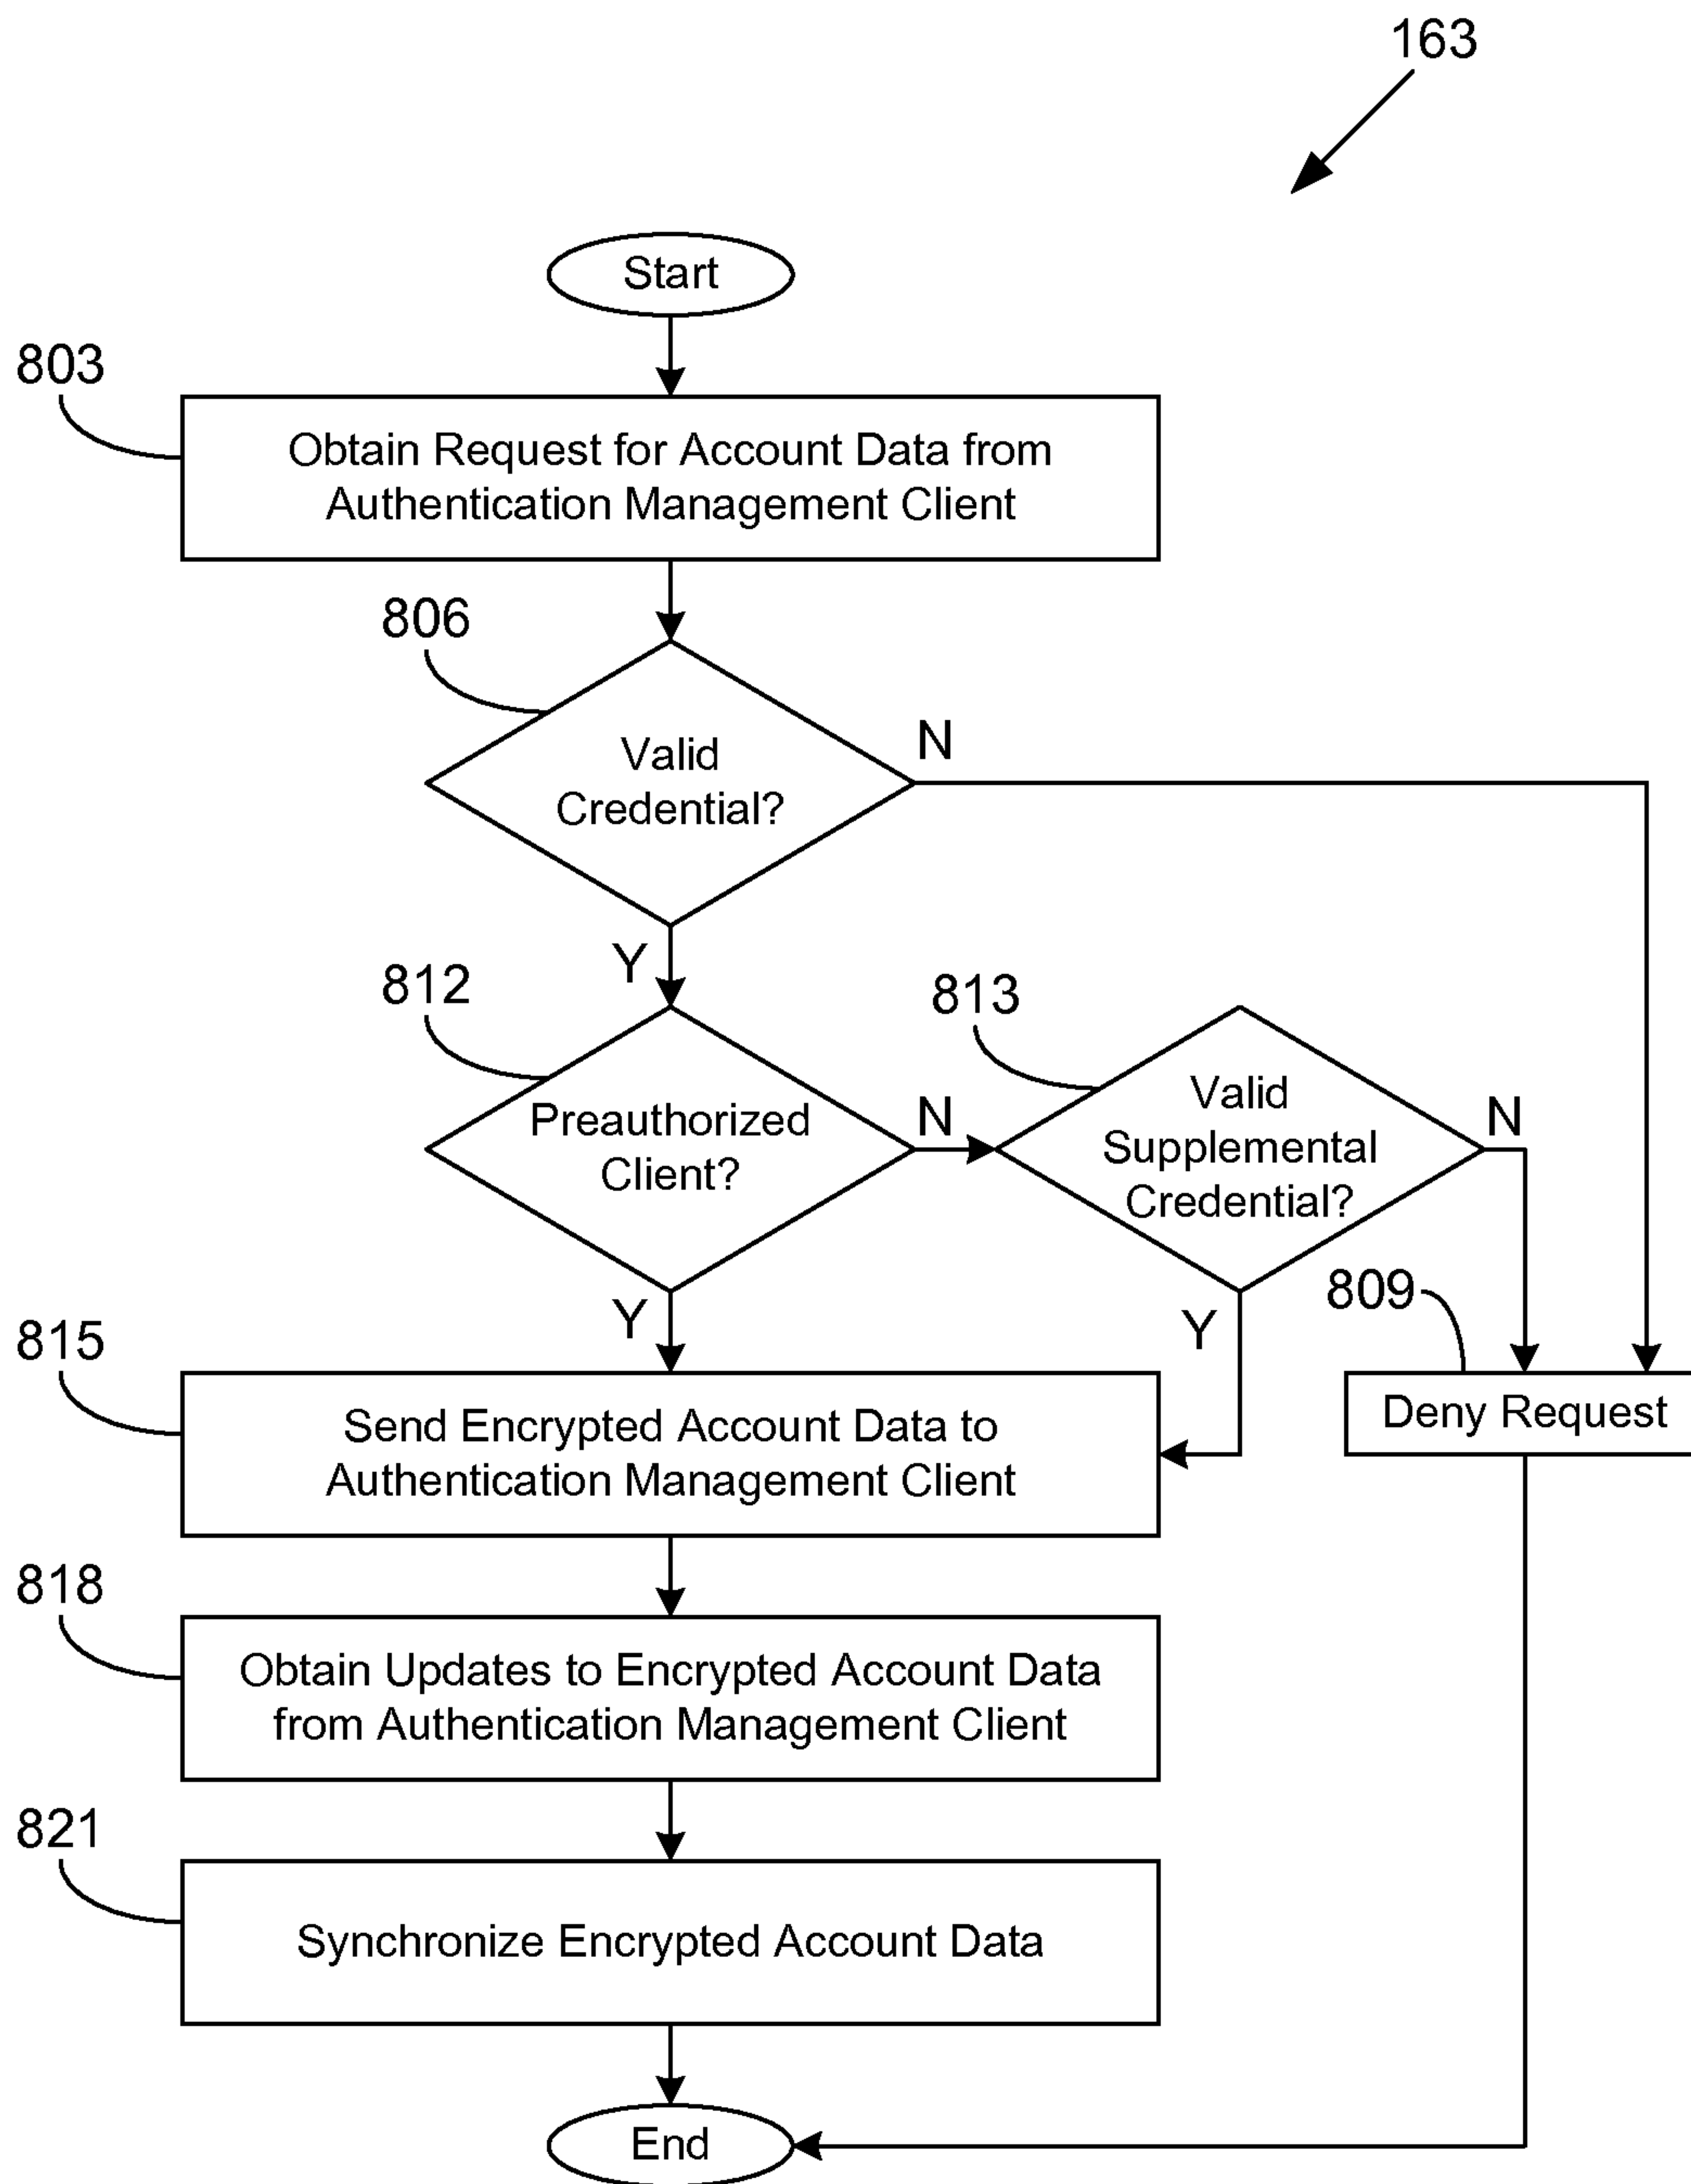 163
Start
803
Obtain Request for Account Data from
Authentication Management Client
806
Valid
Credential?
N
Y
812
813
Preauthorized
Client?
N
Valid
Supplemental
Credential?
N
809
Y
Y
815
Send Encrypted Account Data to
Authentication Management Client
Deny Request
818
Obtain Updates to Encrypted Account Data
from Authentication Management Client
821
Synchronize Encrypted Account Data
End